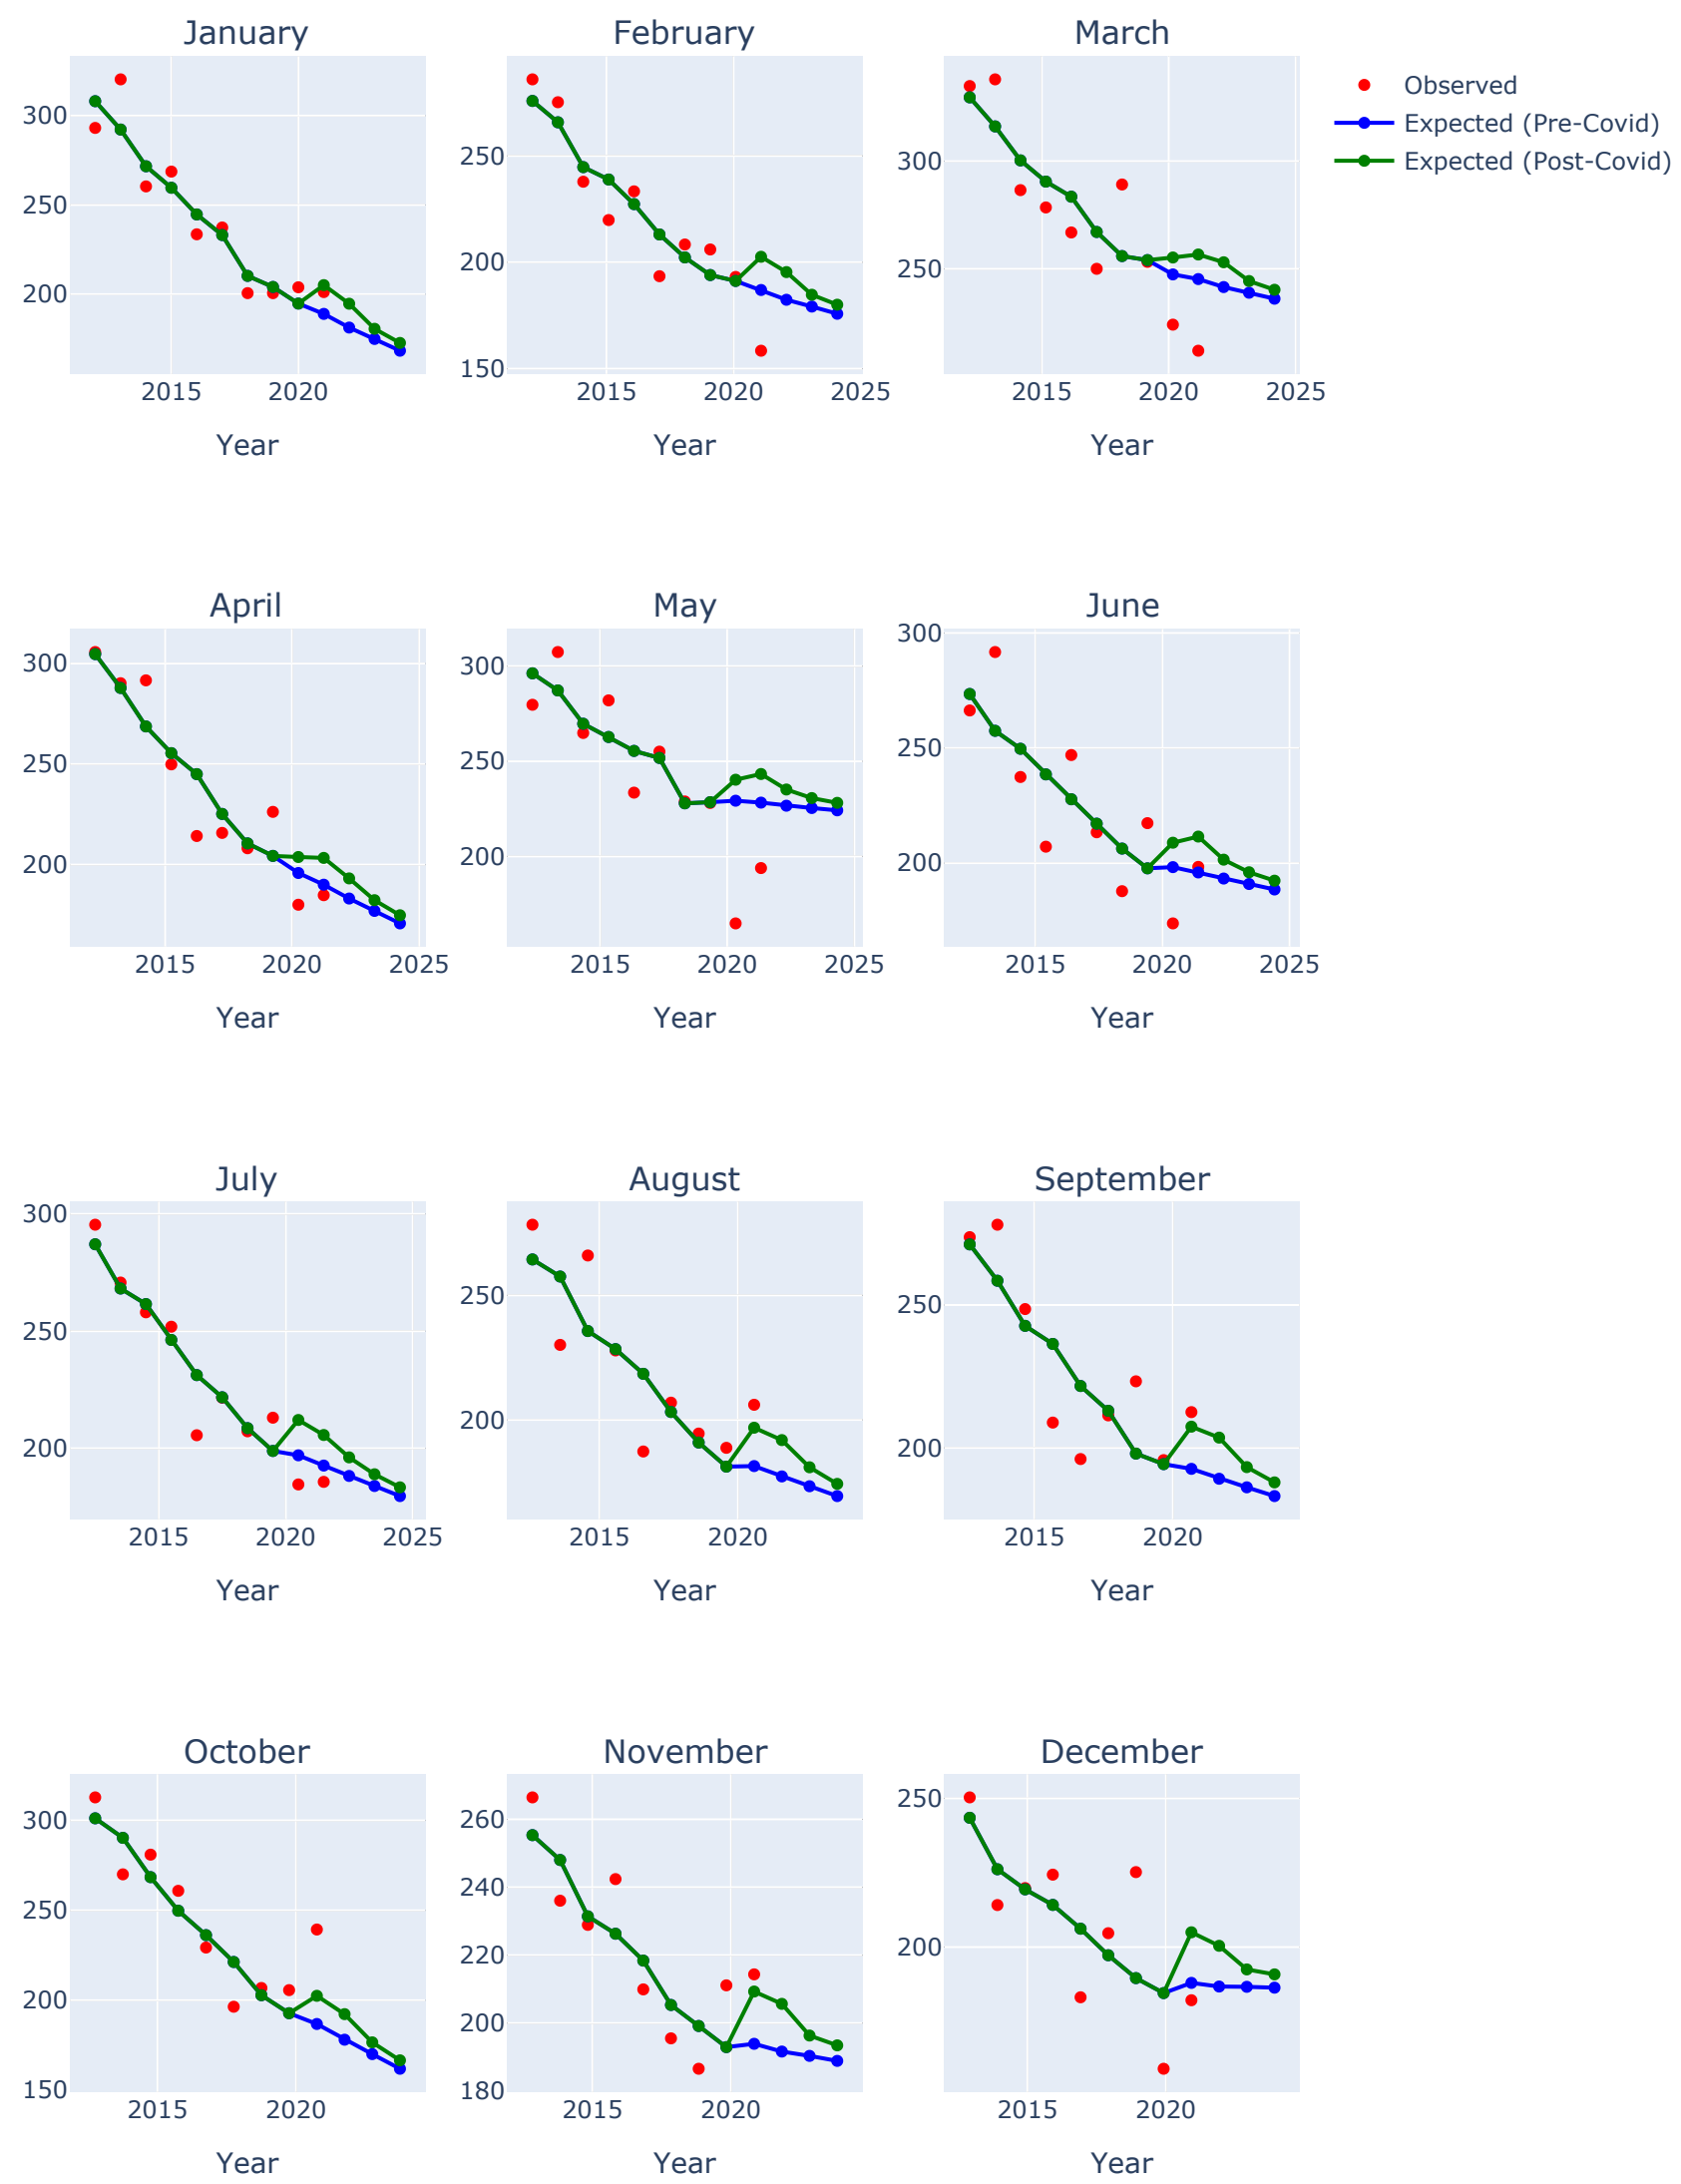 January
February
March
Observed
Expected (Pre-Covid)
Expected (Post-Covid)
300
250
200
2015
2020
Year
250
200
150
2015
2020
2025
Year
300
250
2015
2020
2025
Year
April
May
June
300
250
200
2015
2020
2025
Year
300
250
200
2015
2020
2025
Year
300
250
200
2015
2020
2025
Year
July
August
September
300
250
200
2015
2020
2025
Year
250
200
2015
2020
Year
250
200
2015
2020
Year
October
November
December
300
250
200
150
2015
2020
Year
260
240
220
200
180
2015
2020
Year
250
200
2015
2020
Year